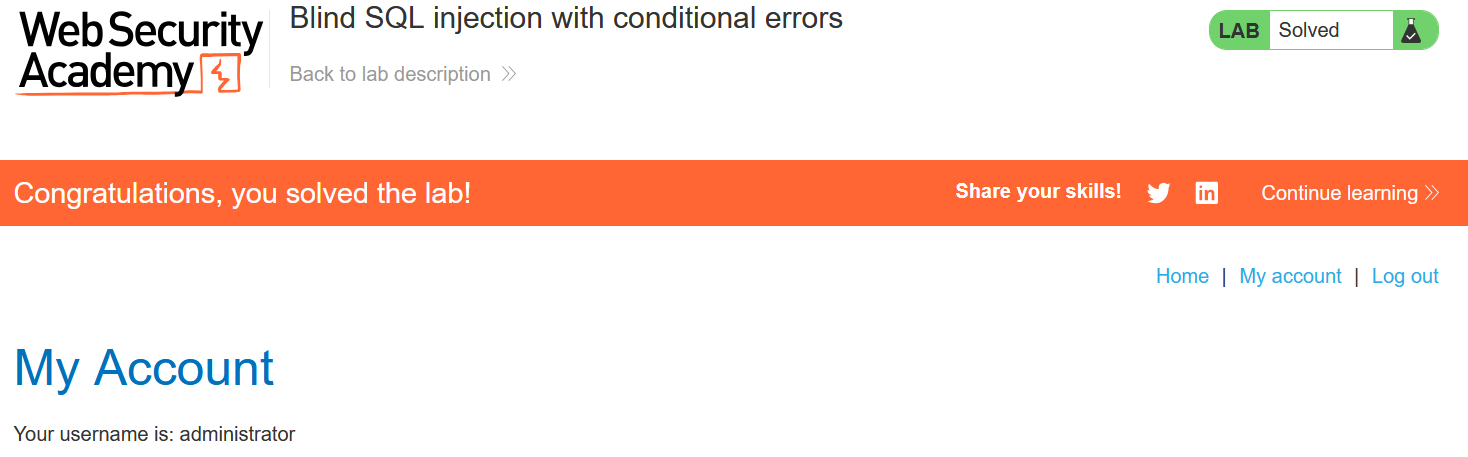 Web Security Academy
Blind SQL injection with conditional errors
Back to lab description
LAB Solved
Congratulations, you solved the lab!
Share your skills!
in
Continue learning
Home | My account | Log out
My Account
Your username is: administrator